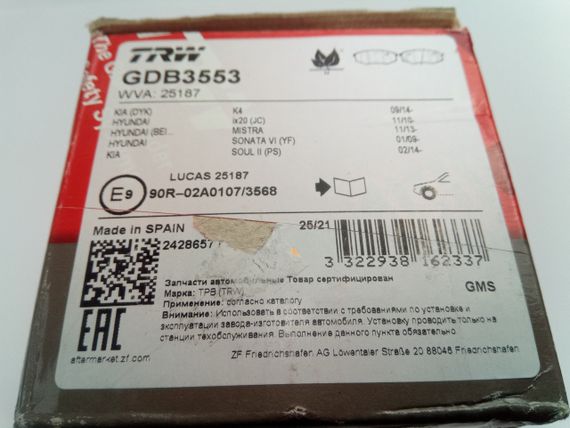 TRW
GDB3553
WVA: 25187
KIA (DYK) K4 09/14-
HYUNDAI ix20 (JC) 11/10-
HYUNDAI (BEI... MISTRA 11/13-
HYUNDAI SONATA VI (YF) 01/09-
KIA SOUL II (PS) 02/14-
LUCAS 25187
E9 90R-02A0107/3568
Made in SPAIN 25/21
2428657
3 322938 162337
Запчасти автомобильные Товар сертифицирован
Марка: ТРВ (TRW) GMS
Применение: согласно каталогу
Внимание: Использовать в соответствии с требованиями по установке и
эксплуатации завода-изготовителя автомобиля. Установку проводить только на
станции техобслуживания. Выполнение данного пункта обязательно.
EAC
aftermarket.zf.com
ZF Friedrichshafen AG Löwentaler Straße 20 88046 Friedrichshafen